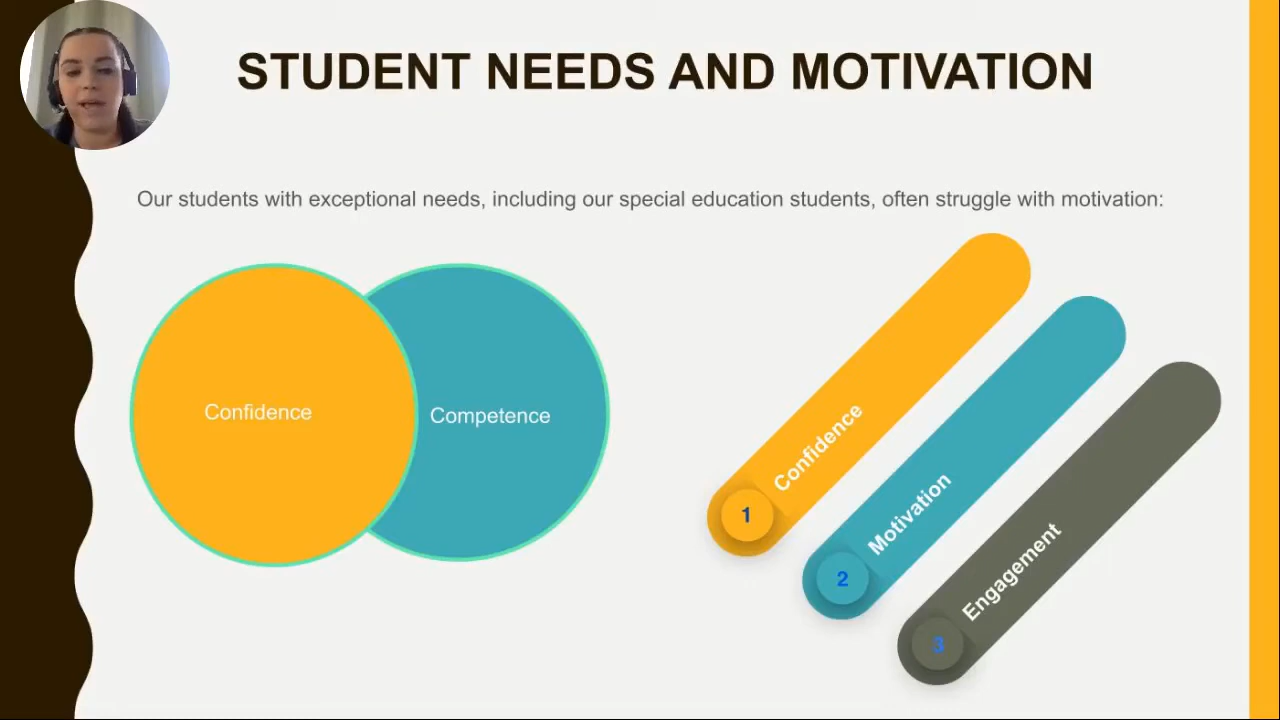 STUDENT NEEDS AND MOTIVATION
Our students with exceptional needs, including our special education students, often struggle with motivation:
Confidence
Competence
1
Confidence
2
Motivation
3
Engagement